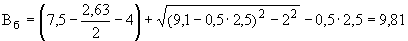 B_б = (7,5 − 2,63/2 − 4) + √((9,1 − 0,5· 2,5)² − 2²) − 0,5· 2,5 = 9,81